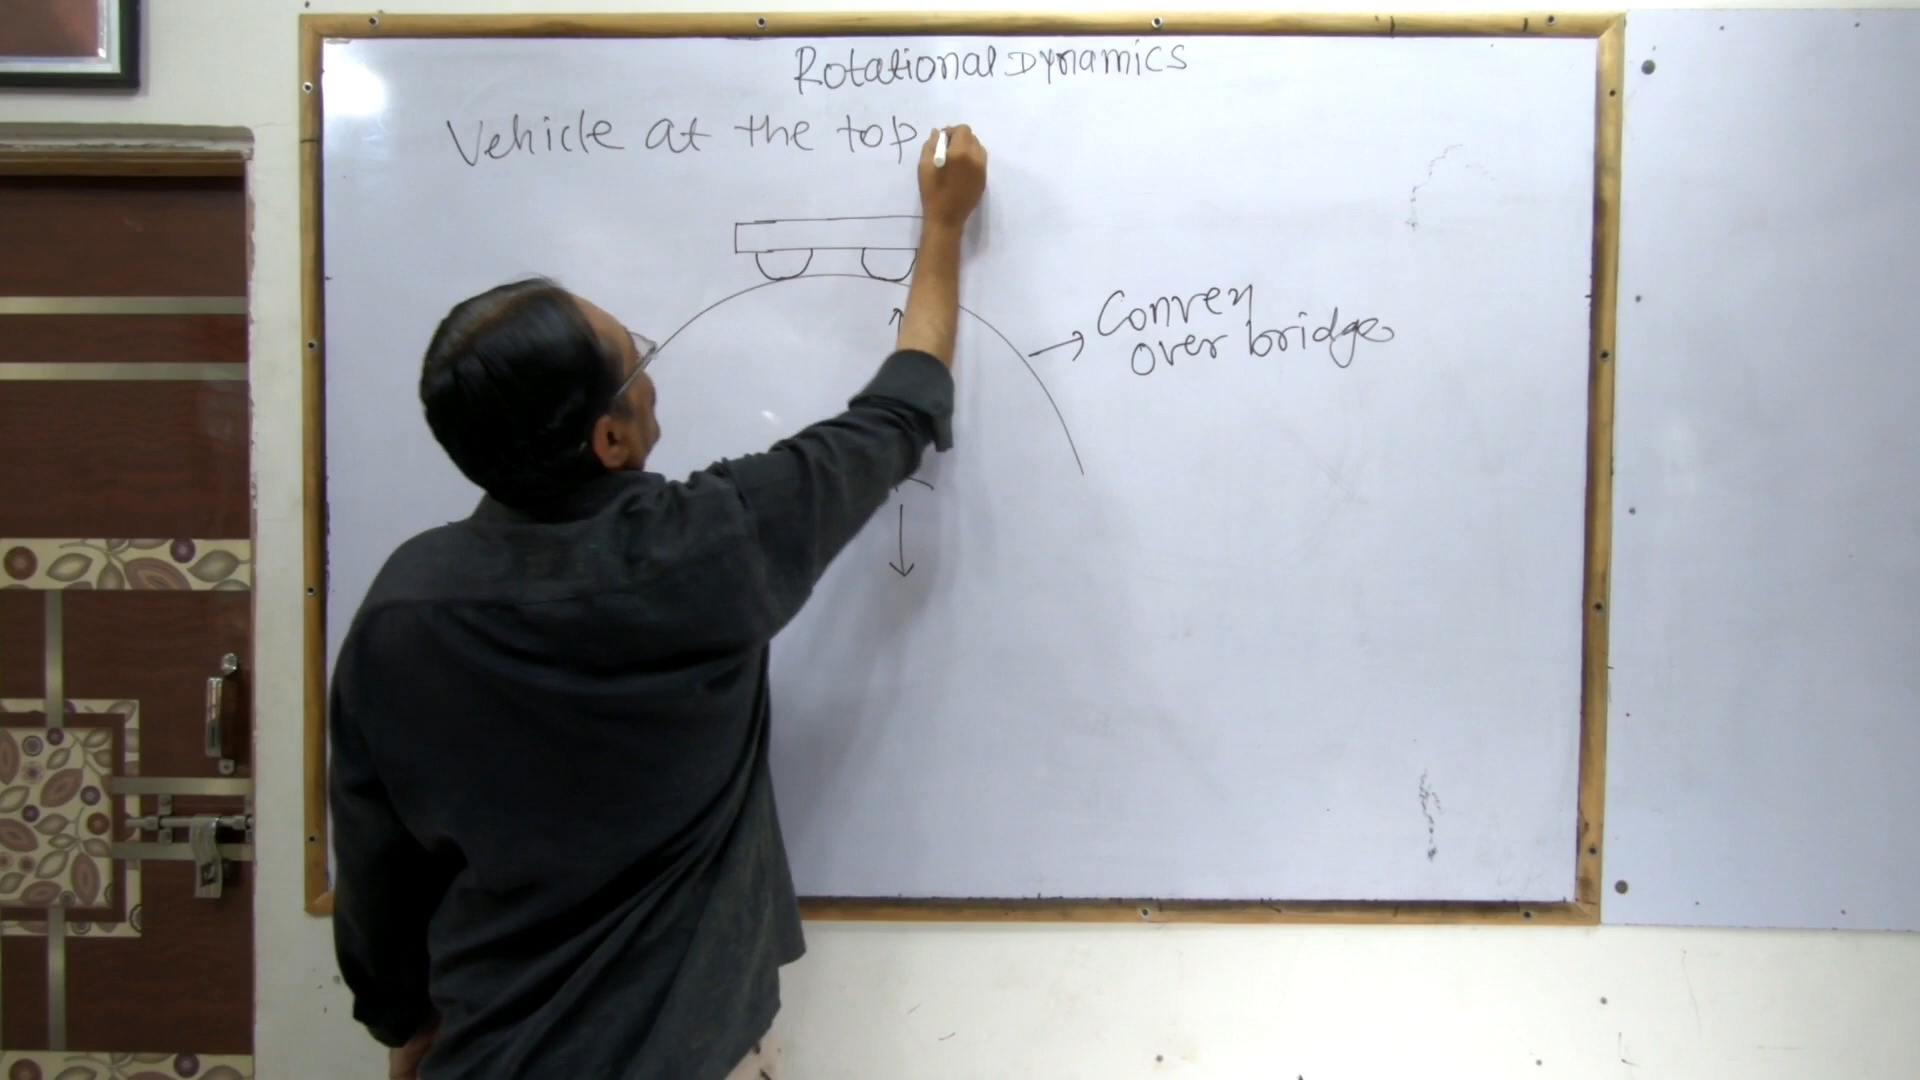 Rotational Dynamics
Vehicle at the top
Convex
over bridge